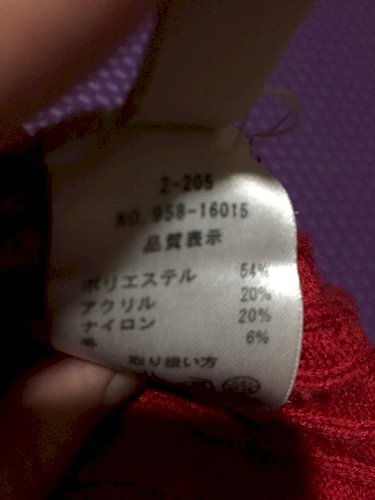 2-205
NO.958-16015
品質表示
ポリエステル 54%
アクリル 20%
ナイロン 20%
毛 6%
取り扱い方